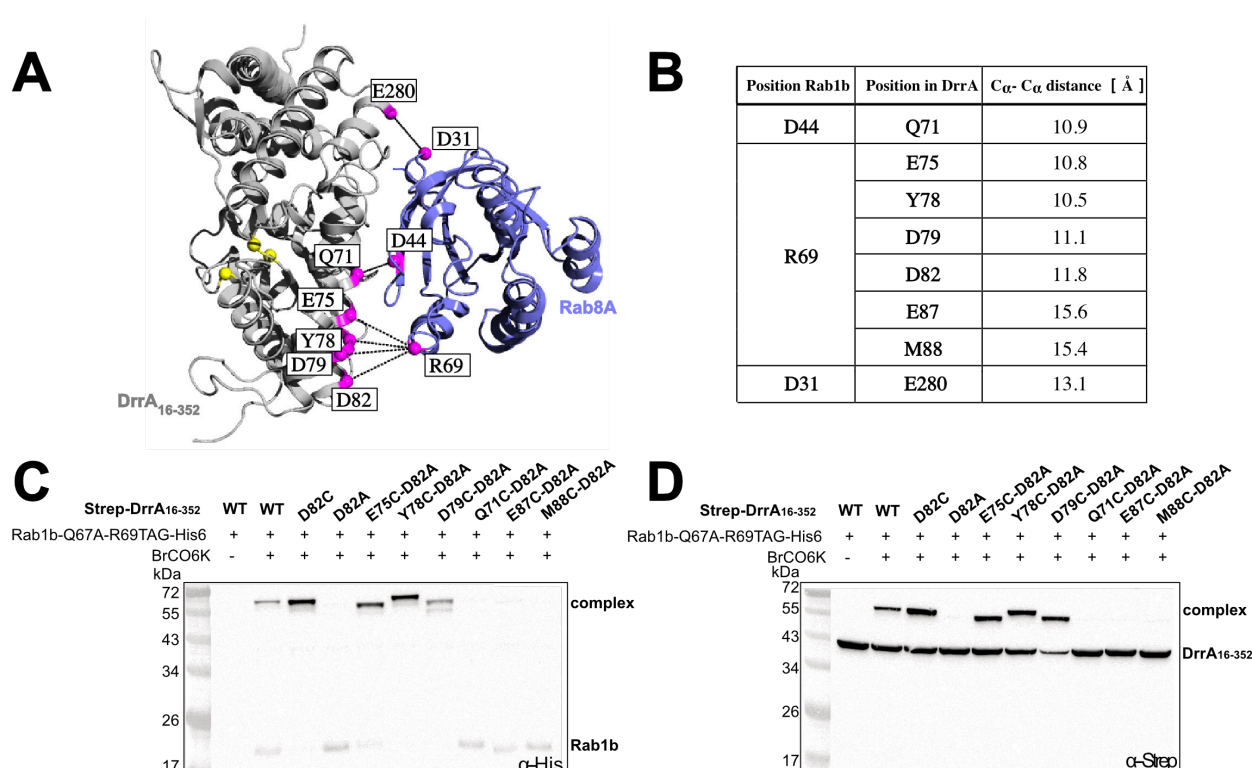 A
E280
D31
Q71
D44
E75
Rab8A
Y78
D79
R69
D82
DrrA16-352
B
Position Rab1b Position in DrrA Cα- Cα distance [ Å ]
D44 Q71 10.9
R69 E75 10.8
Y78 10.5
D79 11.1
D82 11.8
E87 15.6
M88 15.4
D31 E280 13.1
C
Strep-DrrA16-352 WT WT D82C D82A E75C-D82A Y78C-D82A D79C-D82A Q71C-D82A E87C-D82A M88C-D82A
Rab1b-Q67A-R69TAG-His6 + + + + + + + + + +
BrCO6K - + + + + + + + + +
kDa
72
55
43
34
26
17
complex
Rab1b
α-His
D
Strep-DrrA16-352 WT WT D82C D82A E75C-D82A Y78C-D82A D79C-D82A Q71C-D82A E87C-D82A M88C-D82A
Rab1b-Q67A-R69TAG-His6 + + + + + + + + + +
BrCO6K - + + + + + + + + +
kDa
72
55
43
34
26
17
complex
DrrA16-352
α-Strep